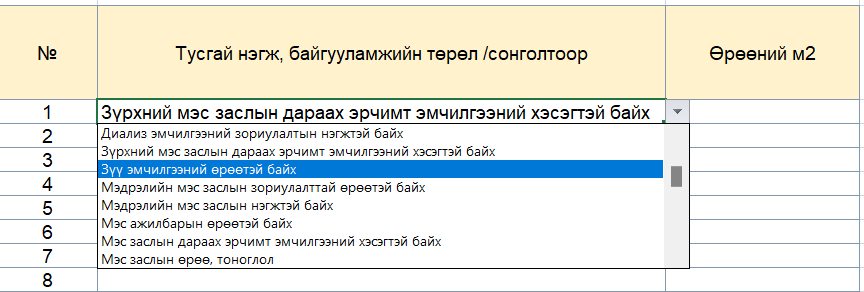 № Тусгай нэгж, байгууламжийн төрөл /сонголтоор Өрөөний м2
1 Зүрхний мэс заслын дараах эрчимт эмчилгээний хэсэгтэй байх
2 Диализ эмчилгээний зориулалтын нэгжтэй байх
3 Зүрхний мэс заслын дараах эрчимт эмчилгээний хэсэгтэй байх
Зүү эмчилгээний өрөөтэй байх
4 Мэдрэлийн мэс заслын зориулалттай өрөөтэй байх
5 Мэдрэлийн мэс заслын нэгжтэй байх
6 Мэс ажилбарын өрөөтэй байх
Мэс заслын дараах эрчимт эмчилгээний хэсэгтэй байх
7 Мэс заслын өрөө, тоноглол
8